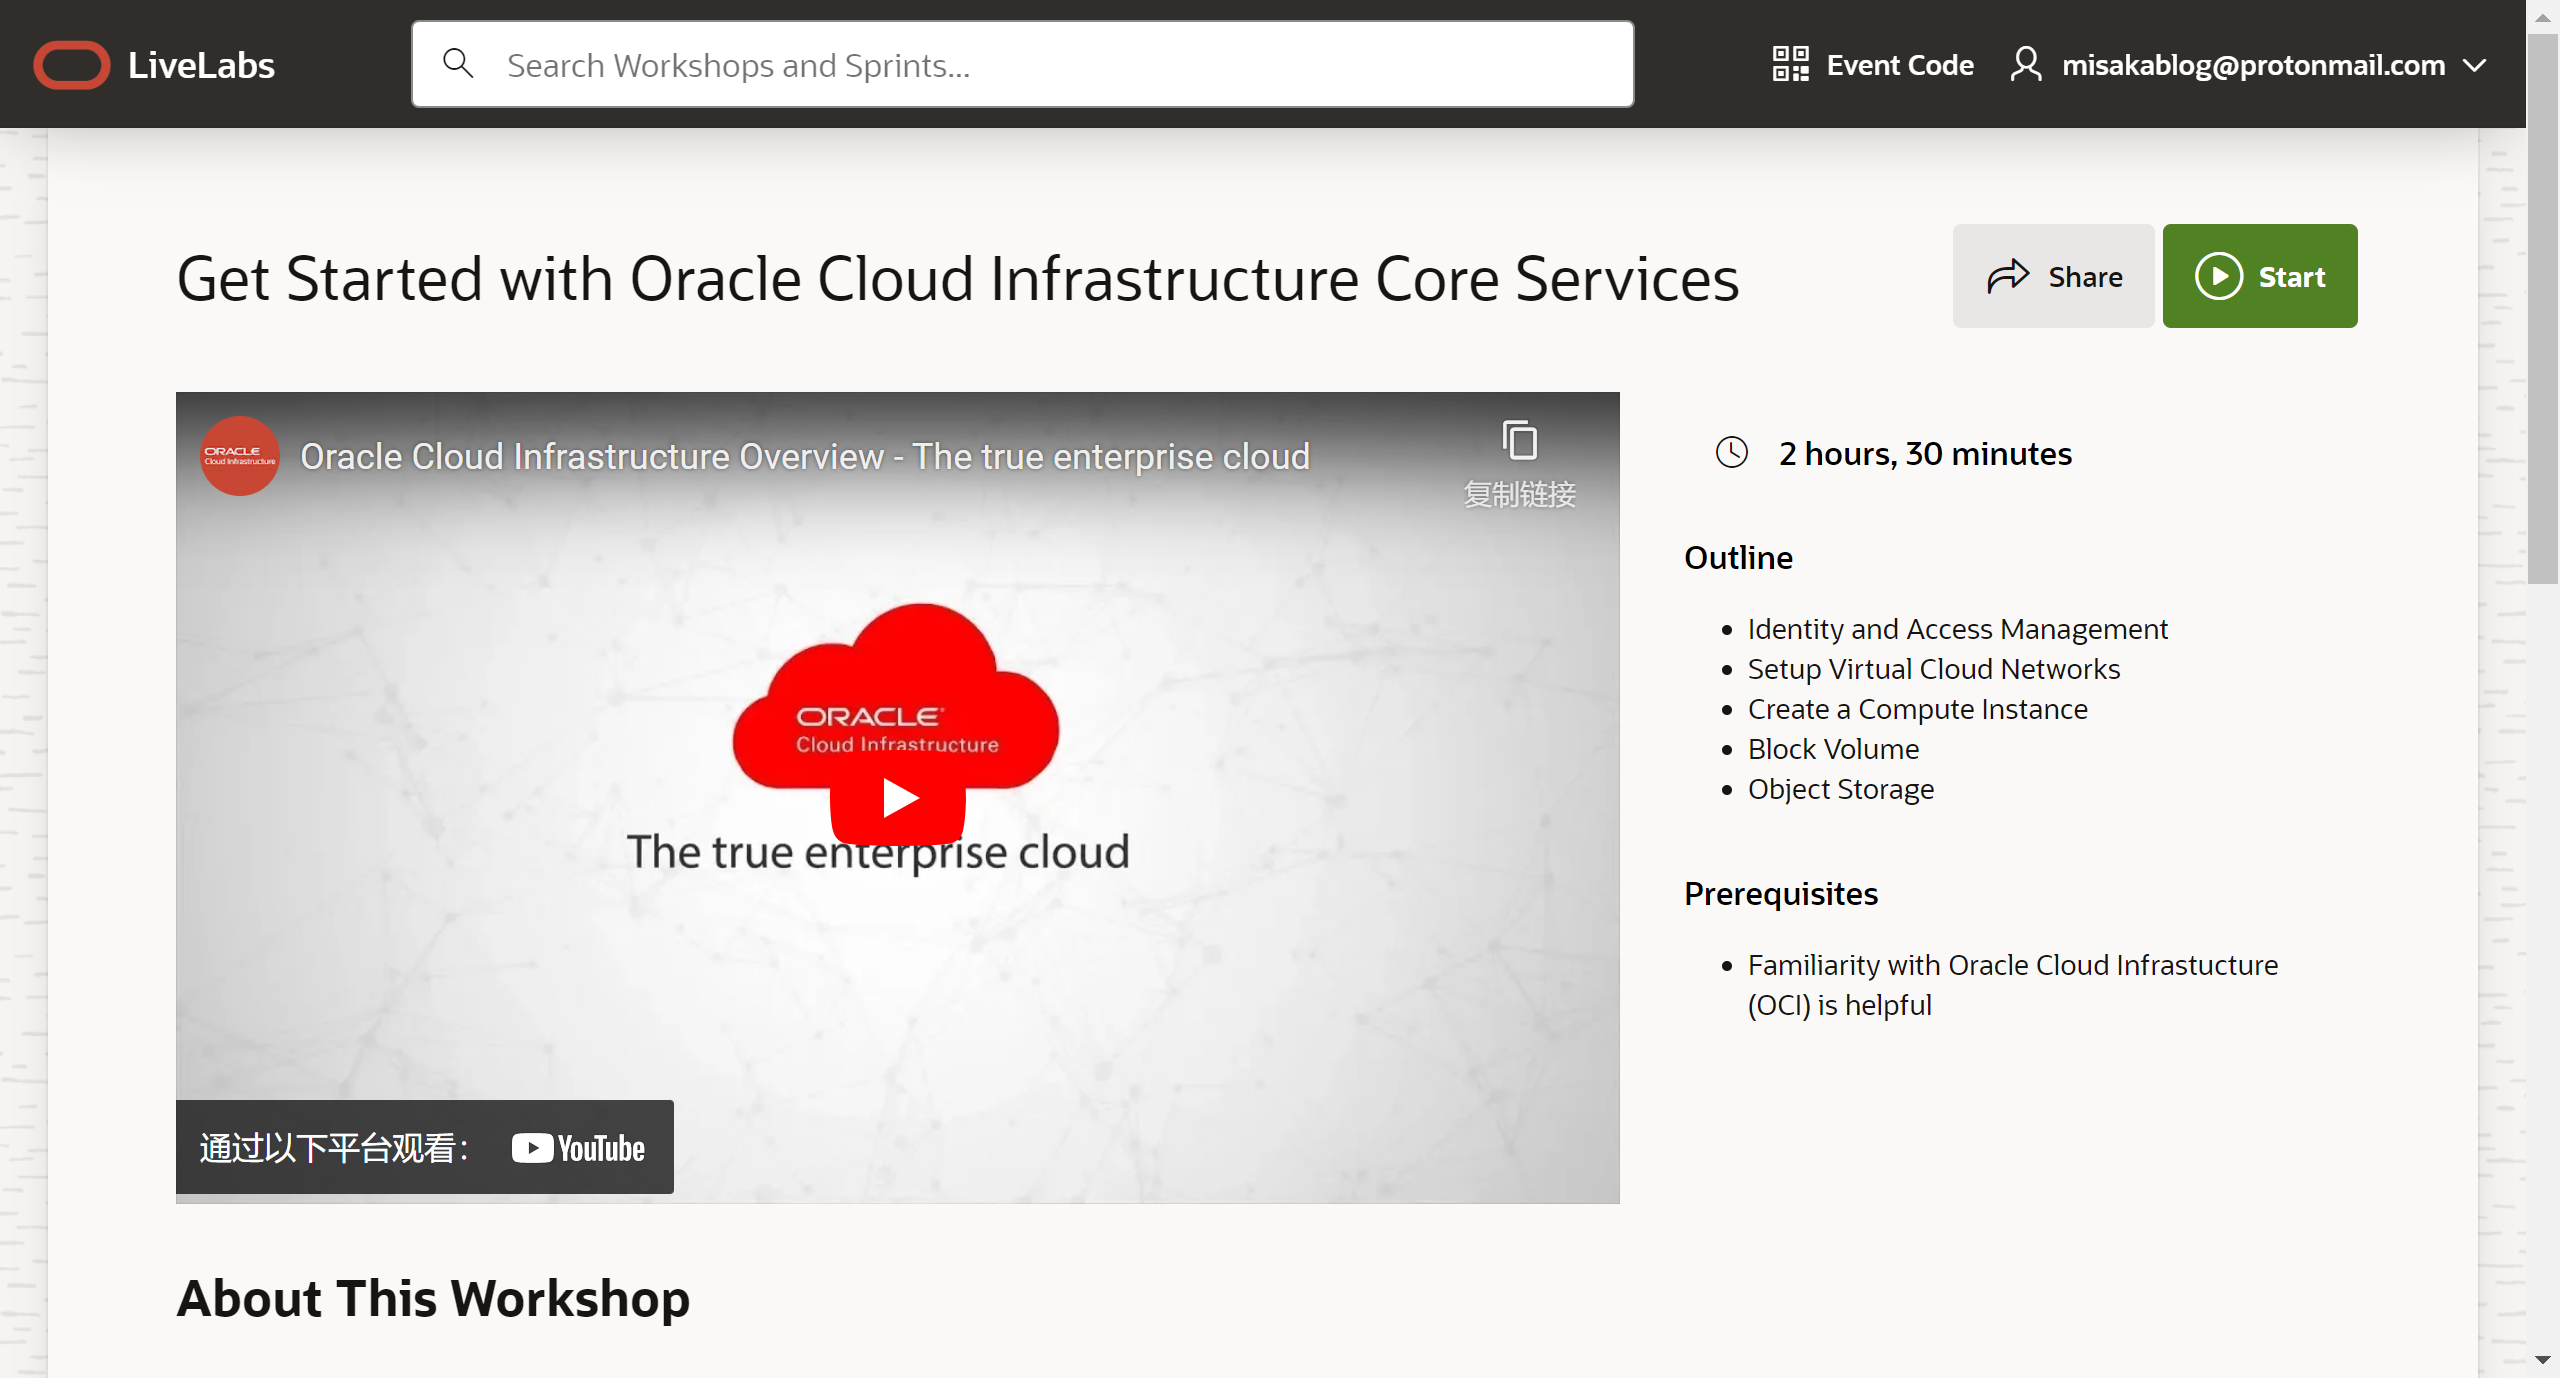 LiveLabs
Search Workshops and Sprints...
Event Code
misakablog@protonmail.com
Get Started with Oracle Cloud Infrastructure Core Services
Share
Start
ORACLE
Cloud Infrastructure
Oracle Cloud Infrastructure Overview - The true enterprise cloud
复制链接
ORACLE
Cloud Infrastructure
The true enterprise cloud
通过以下平台观看：
YouTube
2 hours, 30 minutes
Outline
Identity and Access Management
Setup Virtual Cloud Networks
Create a Compute Instance
Block Volume
Object Storage
Prerequisites
Familiarity with Oracle Cloud Infrastucture
(OCI) is helpful
About This Workshop